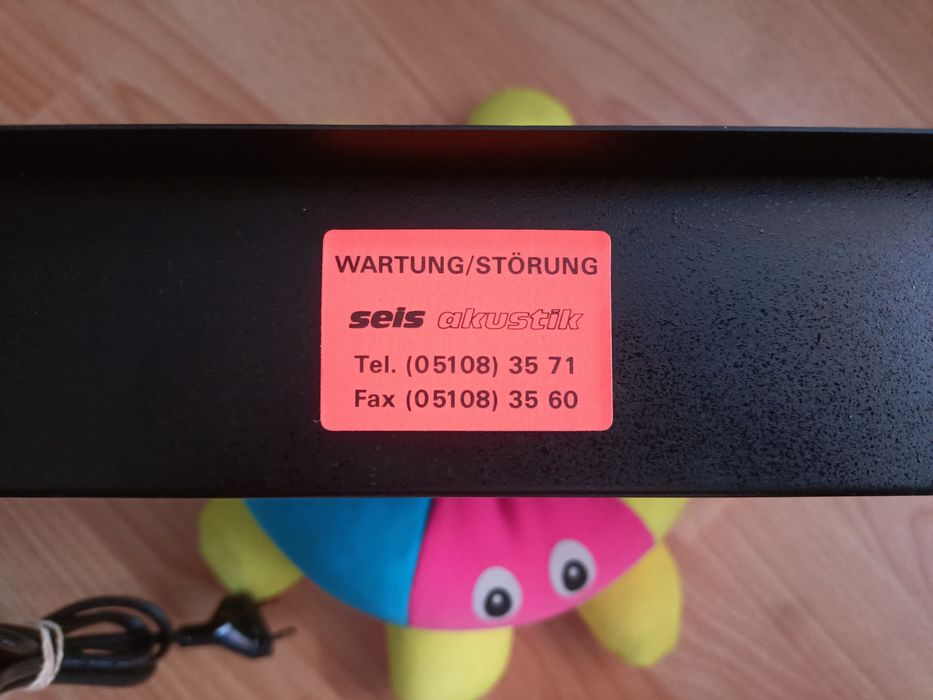 WARTUNG/STÖRUNG
seis akustik
Tel. (05108) 35 71
Fax (05108) 35 60